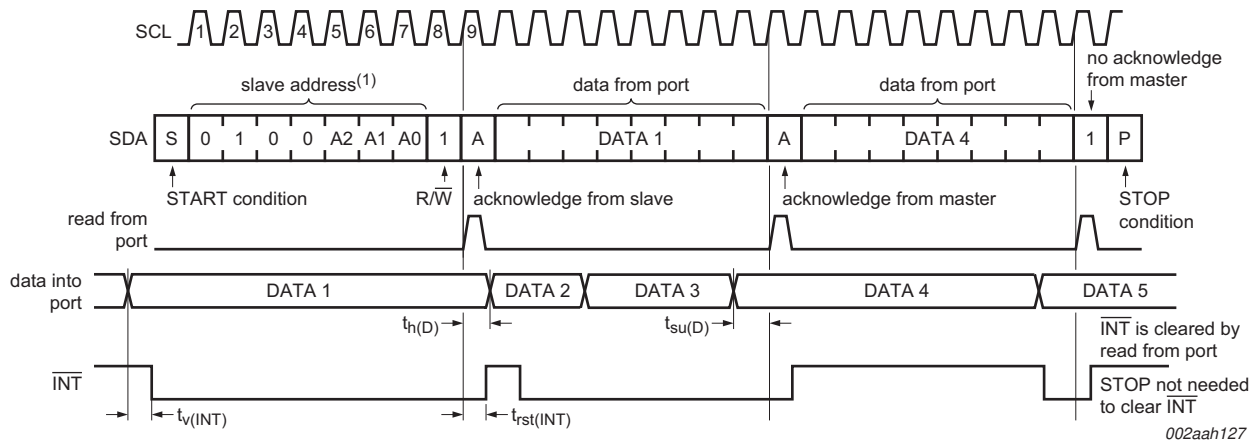 SCL 1 2 3 4 5 6 7 8 9
no acknowledge
from master
slave address(1) data from port data from port
SDA S 0 1 0 0 A2 A1 A0 1 A DATA 1 A DATA 4 1 P
START condition R/W̅ acknowledge from slave acknowledge from master STOP
condition
read from
port
data into
port
DATA 1 DATA 2 DATA 3 DATA 4 DATA 5
th(D) tsu(D)
I̅N̅T̅ is cleared by
read from port
I̅N̅T̅
STOP not needed
to clear I̅N̅T̅
tv(INT) trst(INT)
002aah127